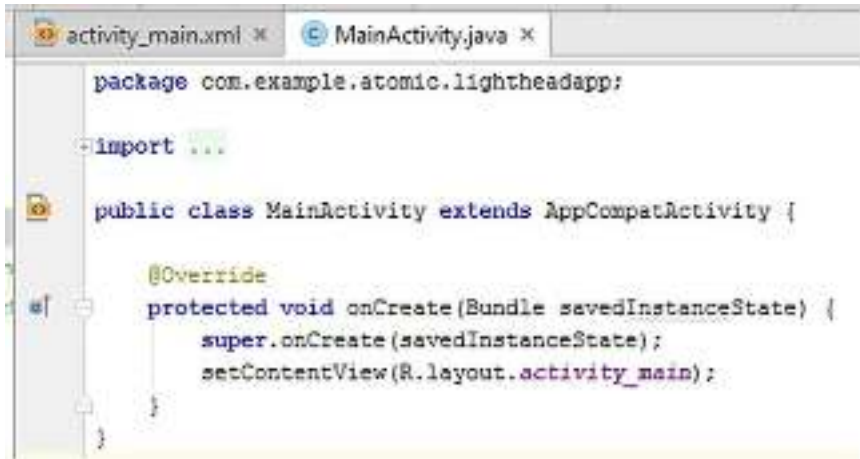 activity_main.xml × MainActivity.java ×
package com.example.atomic.lightheadapp;
import ...
public class MainActivity extends AppCompatActivity {
@Override
protected void onCreate(Bundle savedInstanceState) {
super.onCreate(savedInstanceState);
setContentView(R.layout.activity_main);
}
}